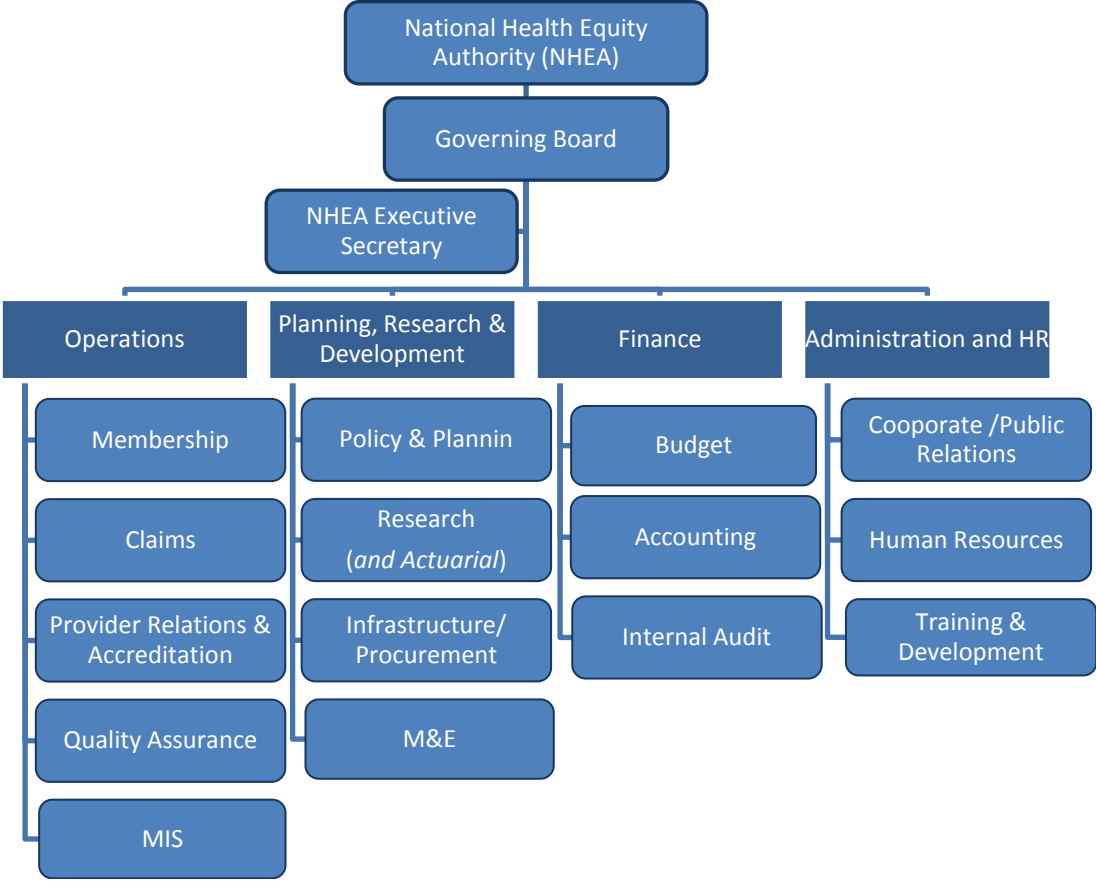 National Health Equity
Authority (NHEA)
Governing Board
NHEA Executive
Secretary
Operations
Planning, Research &
Development
Finance
Administration and HR
Membership
Claims
Provider Relations &
Accreditation
Quality Assurance
MIS
Policy & Plannin
Research
(and Actuarial)
Infrastructure/
Procurement
M&E
Budget
Accounting
Internal Audit
Cooporate /Public
Relations
Human Resources
Training &
Development